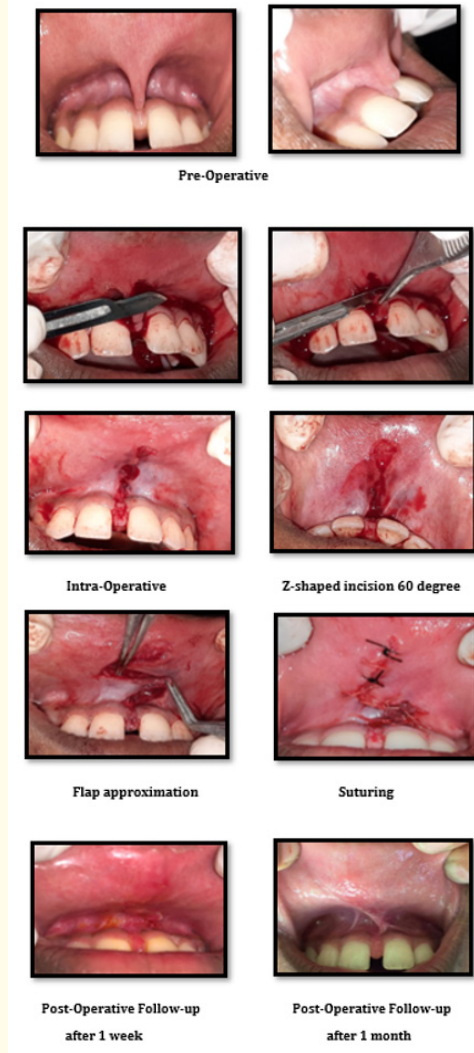 Pre-Operative
Intra-Operative
Z-shaped incision 60 degree
Flap approximation
Suturing
Post-Operative Follow-up
after 1 week
Post-Operative Follow-up
after 1 month